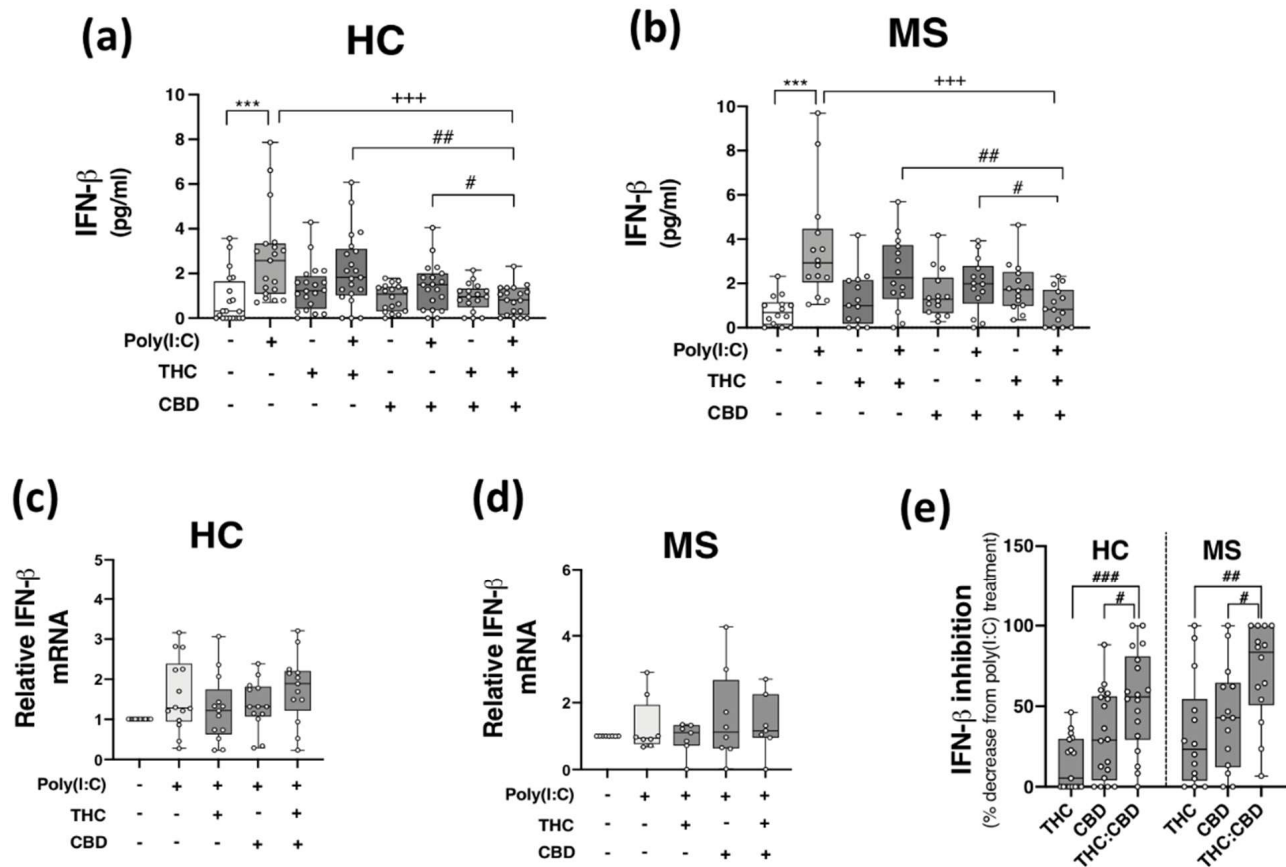 (a)
HC
IFN-β
(pg/ml)
10
8
6
4
2
0
***
+++
##
#
Poly(I:C) - + - + - + - +
THC - - + + - - + +
CBD - - - - + + + +
(b)
MS
IFN-β
(pg/ml)
10
8
6
4
2
0
***
+++
##
#
Poly(I:C) - + - + - + - +
THC - - + + - - + +
CBD - - - - + + + +
(c)
HC
Relative IFN-β
mRNA
5
4
3
2
1
0
Poly(I:C) - + + + +
THC - - + - +
CBD - - - + +
(d)
MS
Relative IFN-β
mRNA
6
4
2
0
Poly(I:C) - + + + +
THC - - + - +
CBD - - - + +
(e)
IFN-β inhibition
(% decrease from poly(I:C) treatment)
150
100
50
0
HC
MS
###
#
##
#
THC
CBD
THC:CBD
THC
CBD
THC:CBD